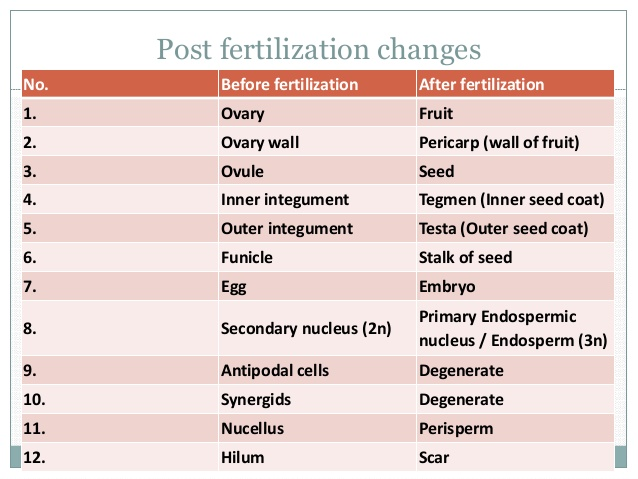 Post fertilization changes
No. Before fertilization After fertilization
1. Ovary Fruit
2. Ovary wall Pericarp (wall of fruit)
3. Ovule Seed
4. Inner integument Tegmen (Inner seed coat)
5. Outer integument Testa (Outer seed coat)
6. Funicle Stalk of seed
7. Egg Embryo
8. Secondary nucleus (2n) Primary Endospermic
nucleus / Endosperm (3n)
9. Antipodal cells Degenerate
10. Synergids Degenerate
11. Nucellus Perisperm
12. Hilum Scar